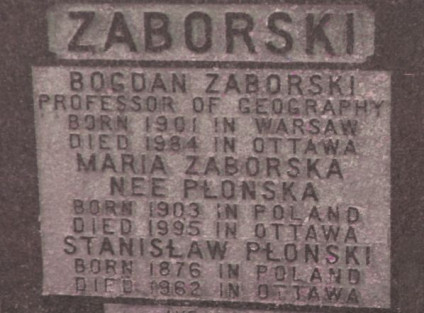 ZABORSKI
BOGDAN ZABORSKI
PROFESSOR OF GEOGRAPHY
BORN 1901 IN WARSAW
DIED 1984 IN OTTAWA
MARIA ZABORSKA
NEE PŁONSKA
BORN 1903 IN POLAND
DIED 1995 IN OTTAWA
STANISŁAW PŁONSKI
BORN 1876 IN POLAND
DIED 1962 IN OTTAWA